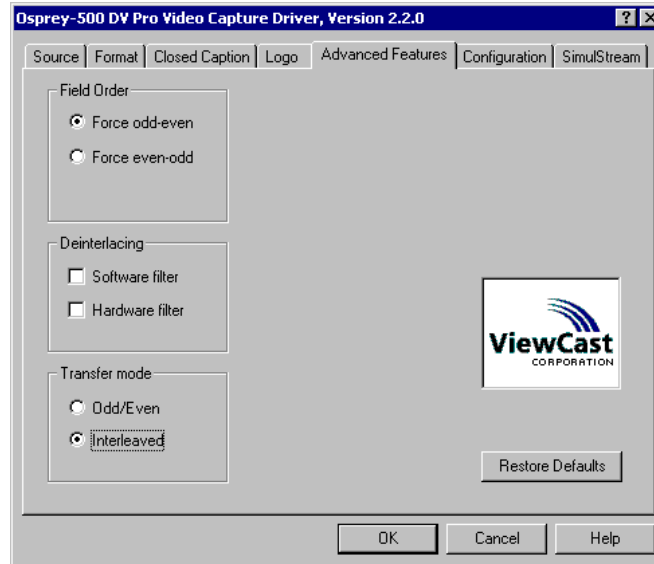 Osprey-500 DV Pro Video Capture Driver, Version 2.2.0
Source Format Closed Caption Logo Advanced Features Configuration SimulStream
Field Order
Force odd-even
Force even-odd
Deinterlacing
Software filter
Hardware filter
ViewCast
CORPORATION
Transfer mode
Odd/Even
Interleaved
Restore Defaults
OK Cancel Help